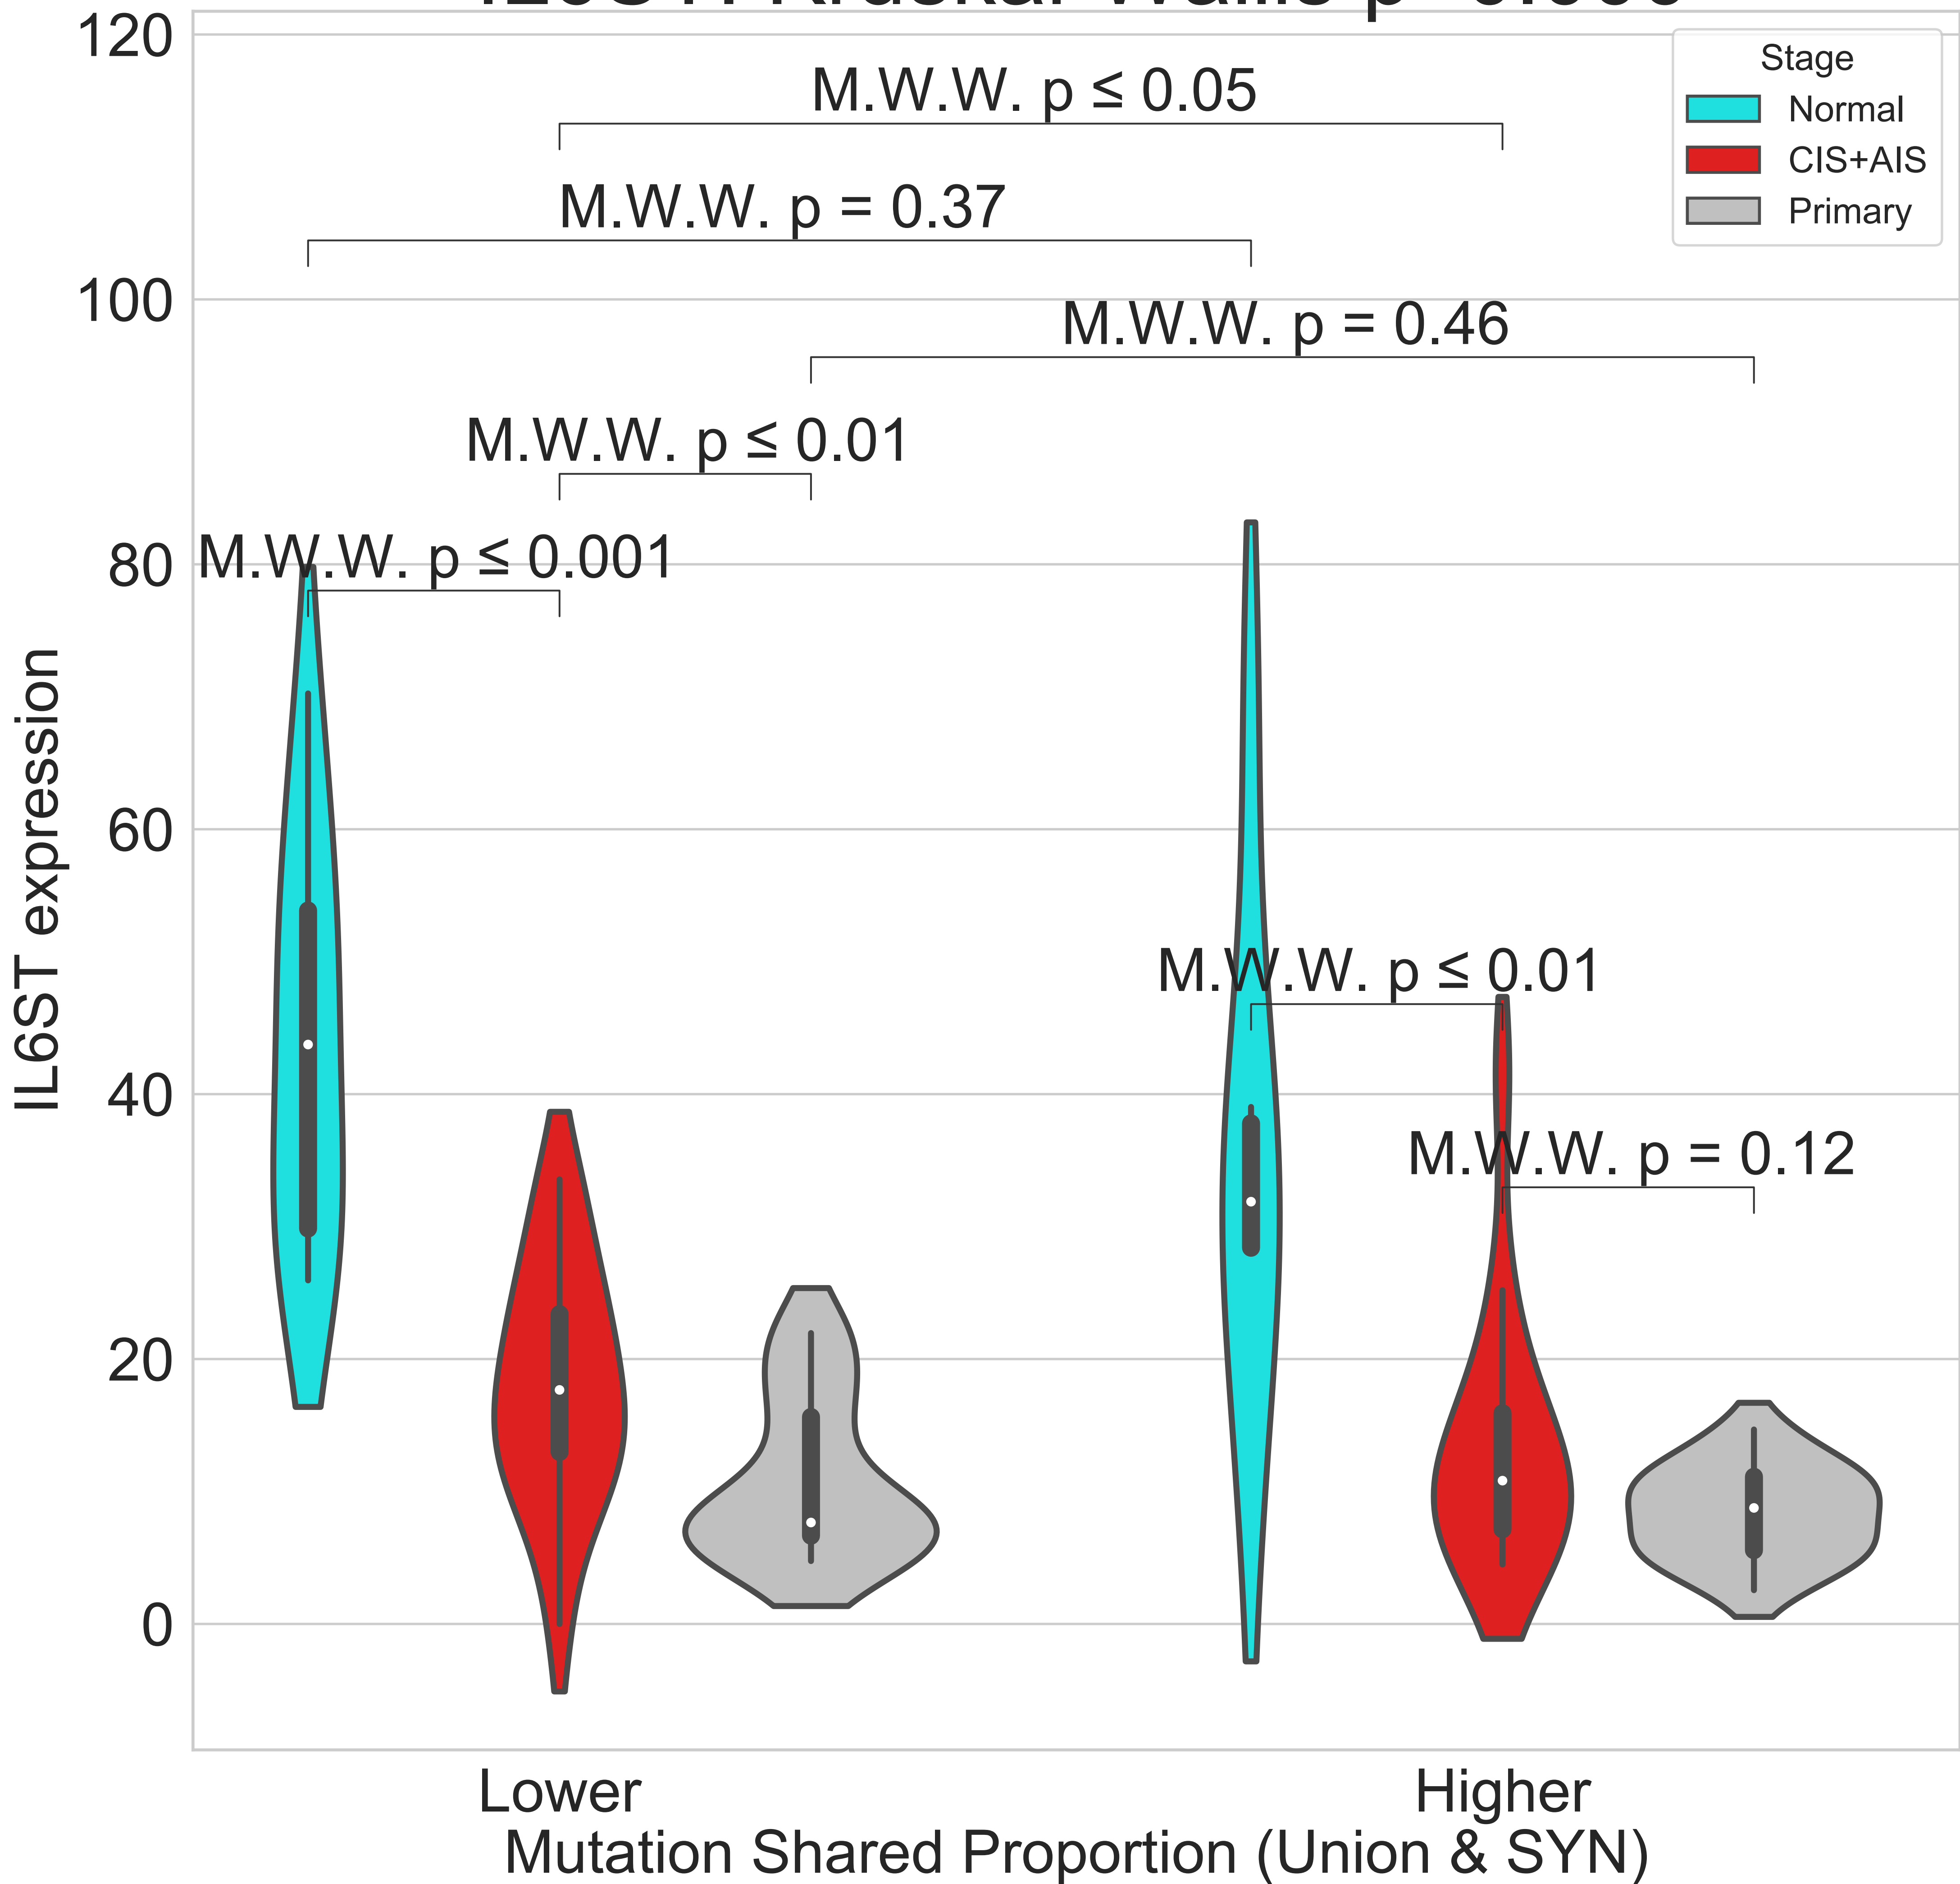 120
M.W.W. p ≤ 0.05
Stage
Normal
CIS+AIS
Primary
M.W.W. p = 0.37
100
M.W.W. p = 0.46
M.W.W. p ≤ 0.01
80
M.W.W. p ≤ 0.001
60
M.W.W. p ≤ 0.01
40
M.W.W. p = 0.12
20
0
IL6ST expression
Lower
Higher
Mutation Shared Proportion (Union & SYN)